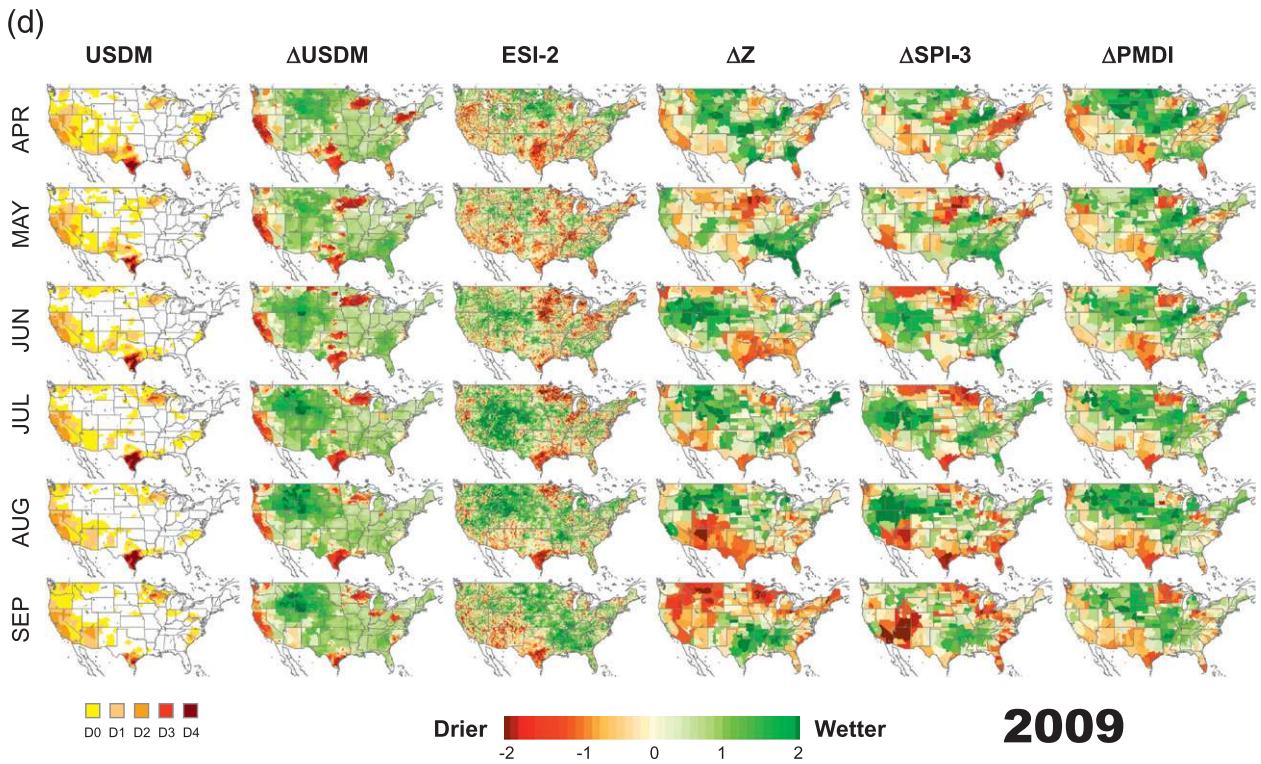 (d)
USDM ΔUSDM ESI-2 ΔZ ΔSPI-3 ΔPMDI
APR
MAY
JUN
JUL
AUG
SEP
D0 D1 D2 D3 D4
Drier Wetter
-2 -1 0 1 2
2009